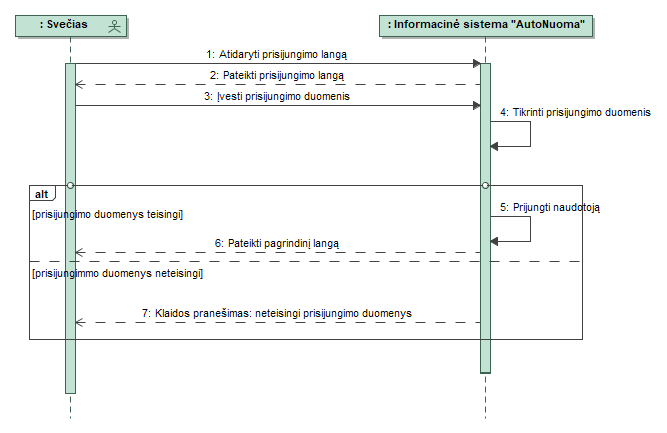 : Svečias
: Informacinė sistema "AutoNuoma"
1: Atidaryti prisijungimo langą
2: Pateikti prisijungimo langą
3: Įvesti prisijungimo duomenis
4: Tikrinti prisijungimo duomenis
alt
[prisijungimo duomenys teisingi]
5: Prijungti naudotoją
6: Pateikti pagrindinį langą
[prisijungimmo duomenys neteisingi]
7: Klaidos pranešimas: neteisingi prisijungimo duomenys